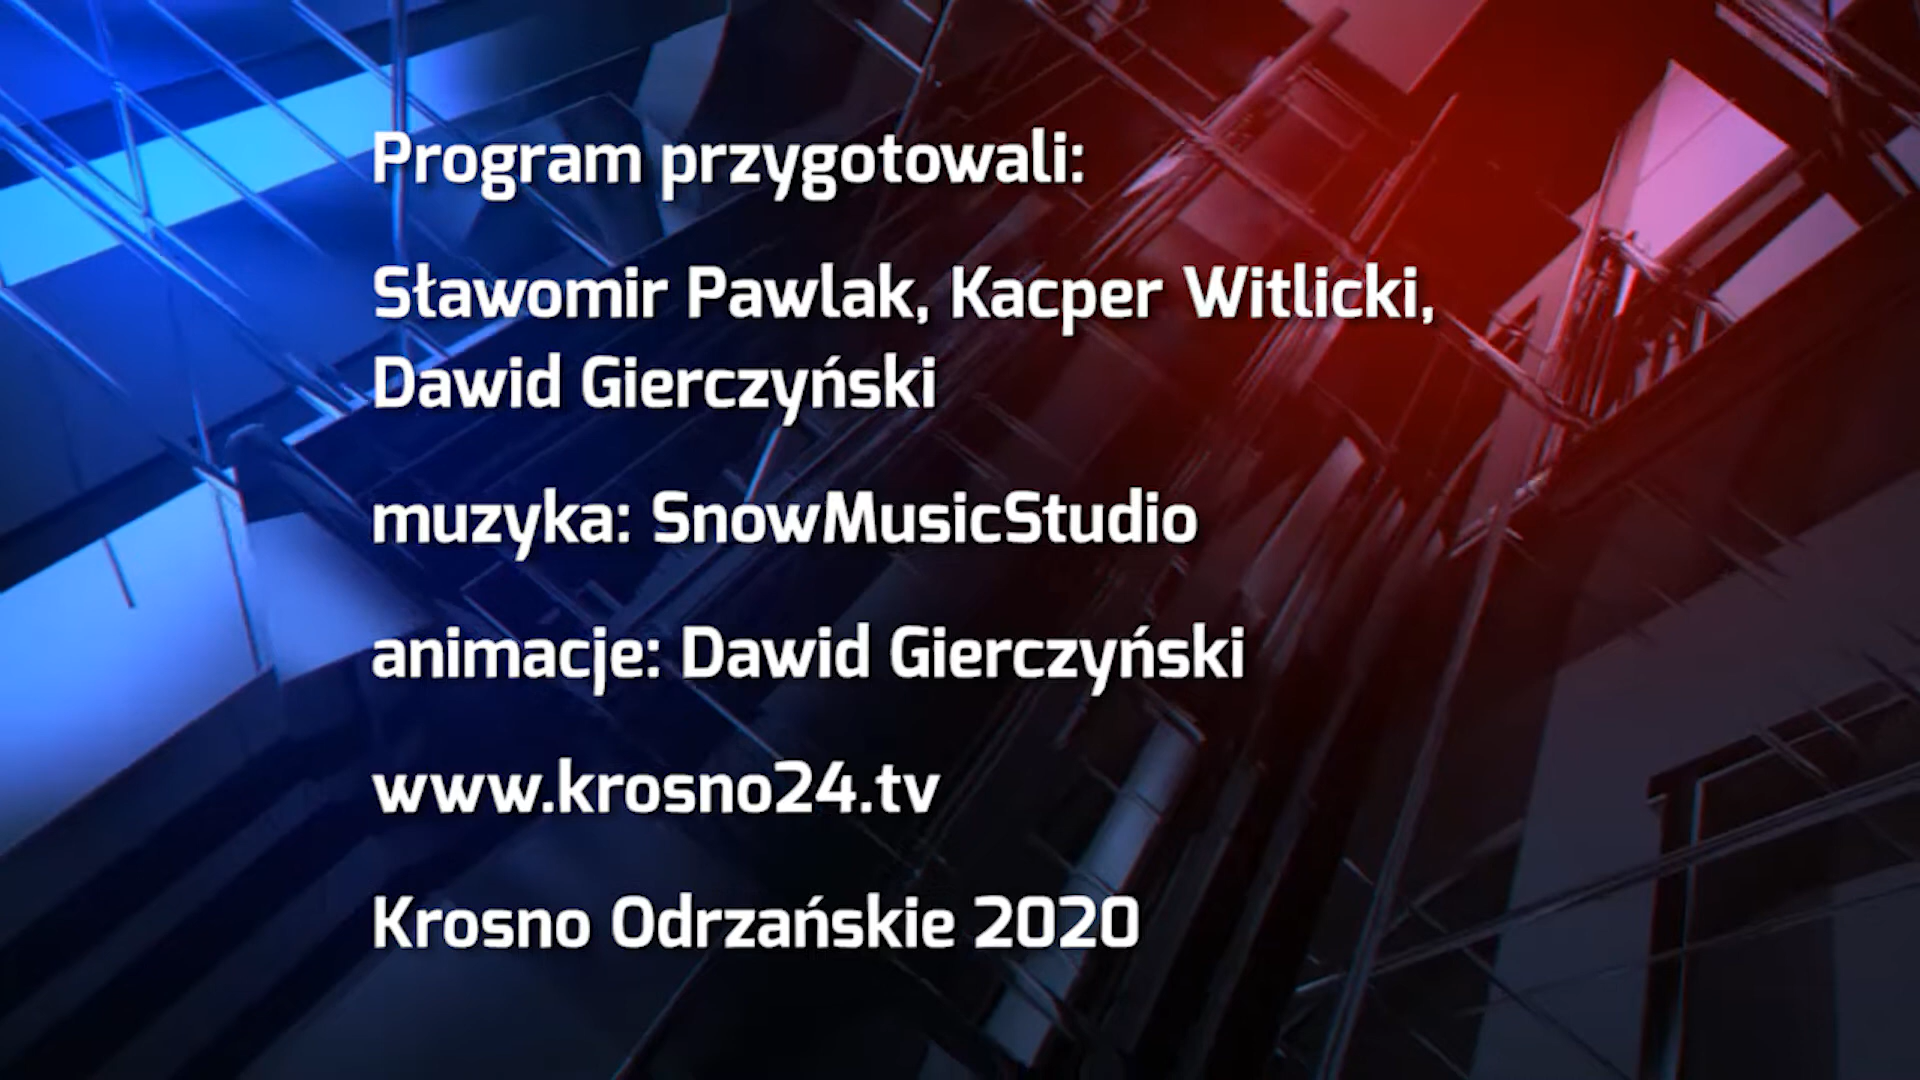 Program przygotowali:
Sławomir Pawlak, Kacper Witlicki,
Dawid Gierczyński
muzyka: SnowMusicStudio
animacje: Dawid Gierczyński
www.krosno24.tv
Krosno Odrzańskie 2020